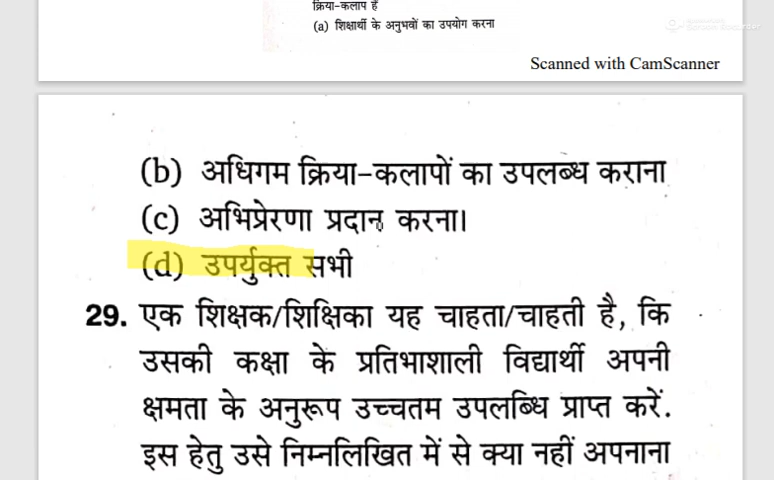 क्रिया-कलाप हैं
(a) शिक्षार्थी के अनुभवों का उपयोग करना
Scanned with CamScanner
(b) अधिगम क्रिया-कलापों का उपलब्ध कराना
(c) अभिप्रेरणा प्रदान करना।
(d) उपर्युक्त सभी
29. एक शिक्षक/शिक्षिका यह चाहता/चाहती है, कि
उसकी कक्षा के प्रतिभाशाली विद्यार्थी अपनी
क्षमता के अनुरूप उच्चतम उपलब्धि प्राप्त करें.
इस हेतु उसे निम्नलिखित में से क्या नहीं अपनाना